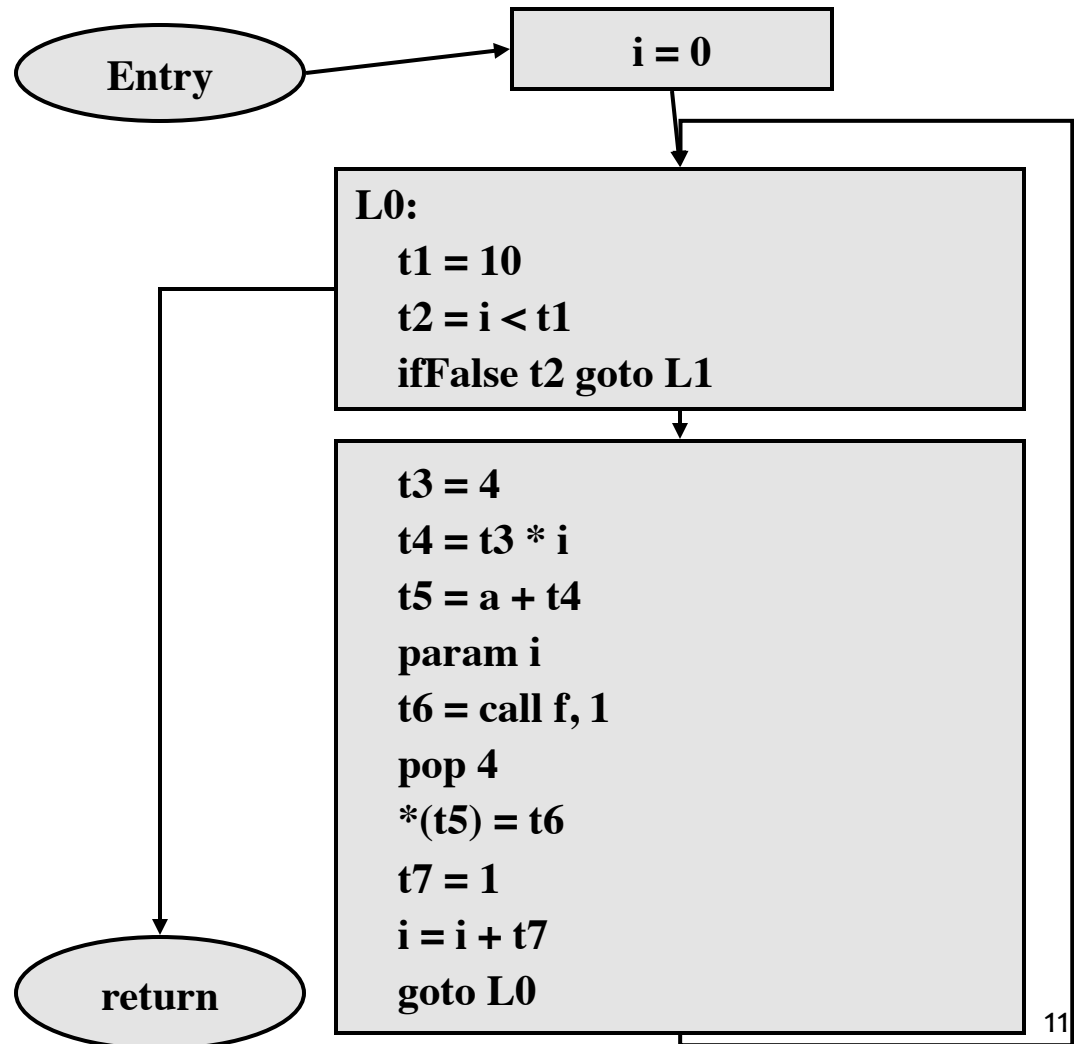 Entry
i = 0
L0:
t1 = 10
t2 = i < t1
ifFalse t2 goto L1
t3 = 4
t4 = t3 * i
t5 = a + t4
param i
t6 = call f, 1
pop 4
*(t5) = t6
t7 = 1
i = i + t7
goto L0
return
11